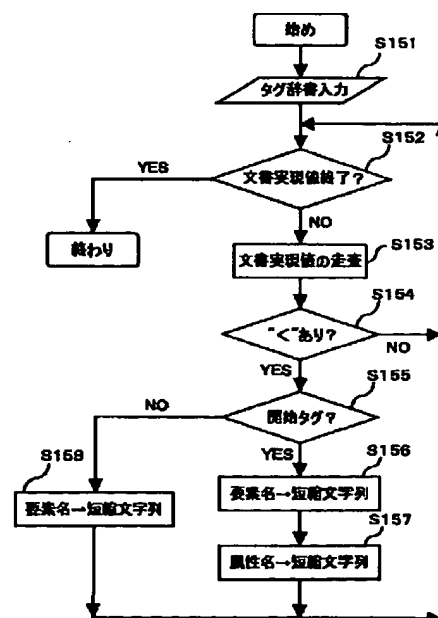 始め
S151
タグ辞書入力
S152
文書実現値終了?
YES
NO
終わり
S153
文書実現値の走査
S154
"<"あり?
NO
YES
S155
開始タグ?
NO
YES
S158
要素名→短縮文字列
S156
要素名→短縮文字列
S157
属性名→短縮文字列